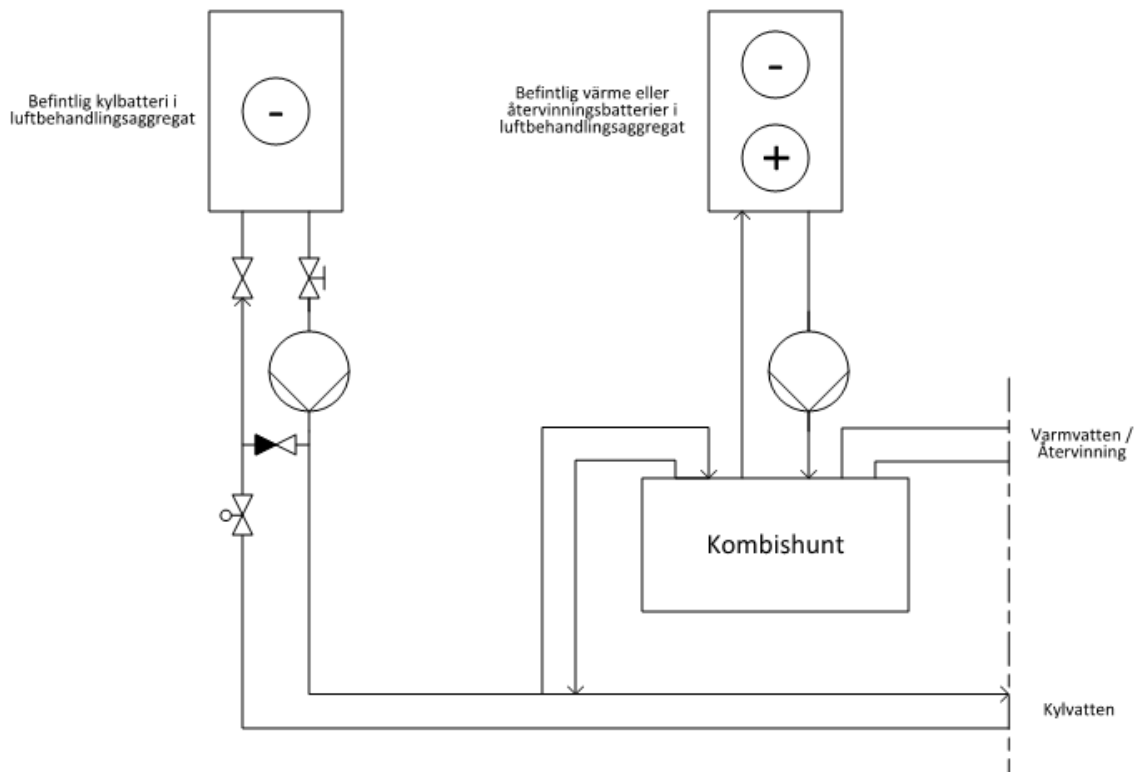 Befintlig kylbatteri i
luftbehandlingsaggregat
-
Befintlig värme eller
återvinningsbatterier i
luftbehandlingsaggregat
-
+
Varmvatten /
Återvinning
Kombishunt
Kylvatten